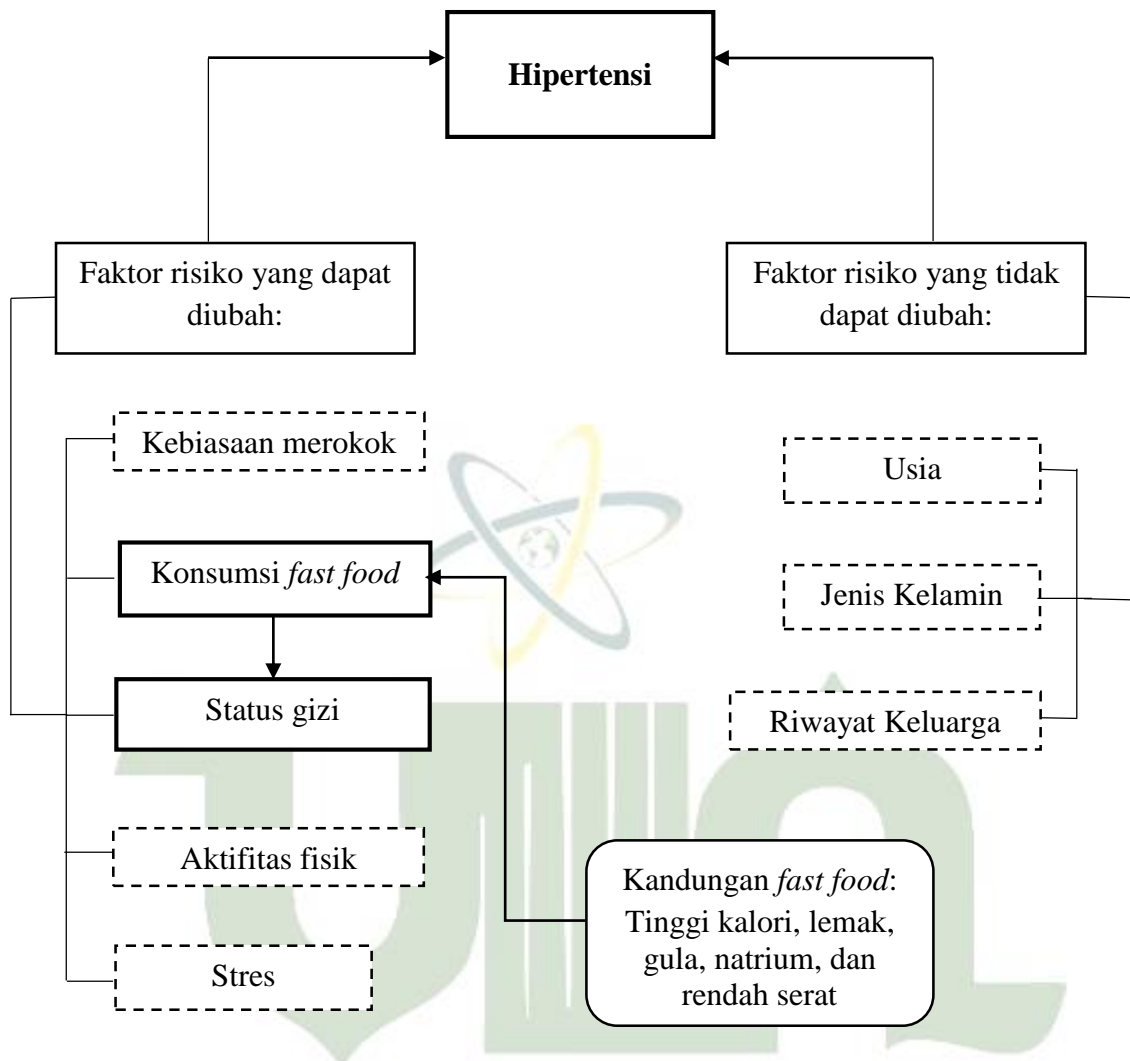 Hipertensi
Faktor risiko yang dapat
diubah:
Faktor risiko yang tidak
dapat diubah:
Kebiasaan merokok
Konsumsi fast food
Status gizi
Aktifitas fisik
Stres
Usia
Jenis Kelamin
Riwayat Keluarga
Kandungan fast food:
Tinggi kalori, lemak,
gula, natrium, dan
rendah serat